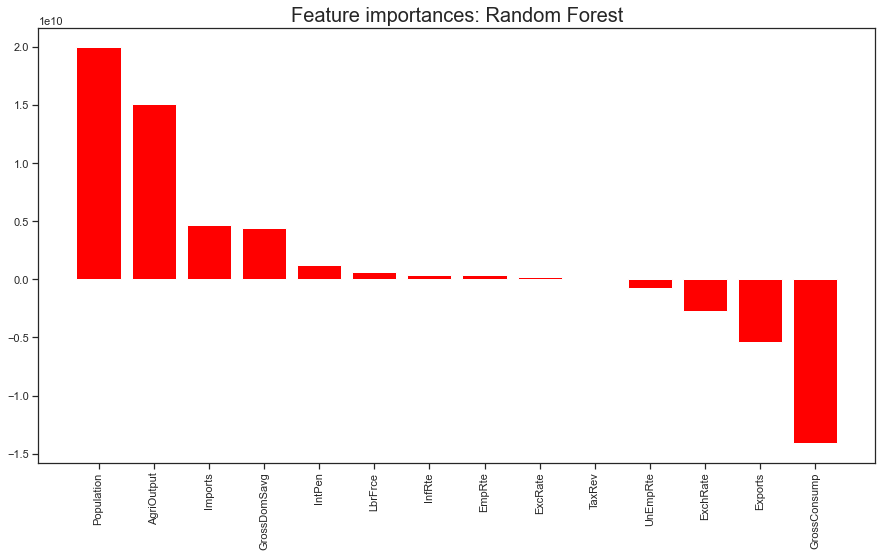 Feature importances: Random Forest
1e10
2.0
1.5
1.0
0.5
0.0
−0.5
−1.0
−1.5
Population
AgriOutput
Imports
GrossDomSavg
IntPen
LbrFrce
InfRte
EmpRte
ExcRate
TaxRev
UnEmpRte
ExchRate
Exports
GrossConsump